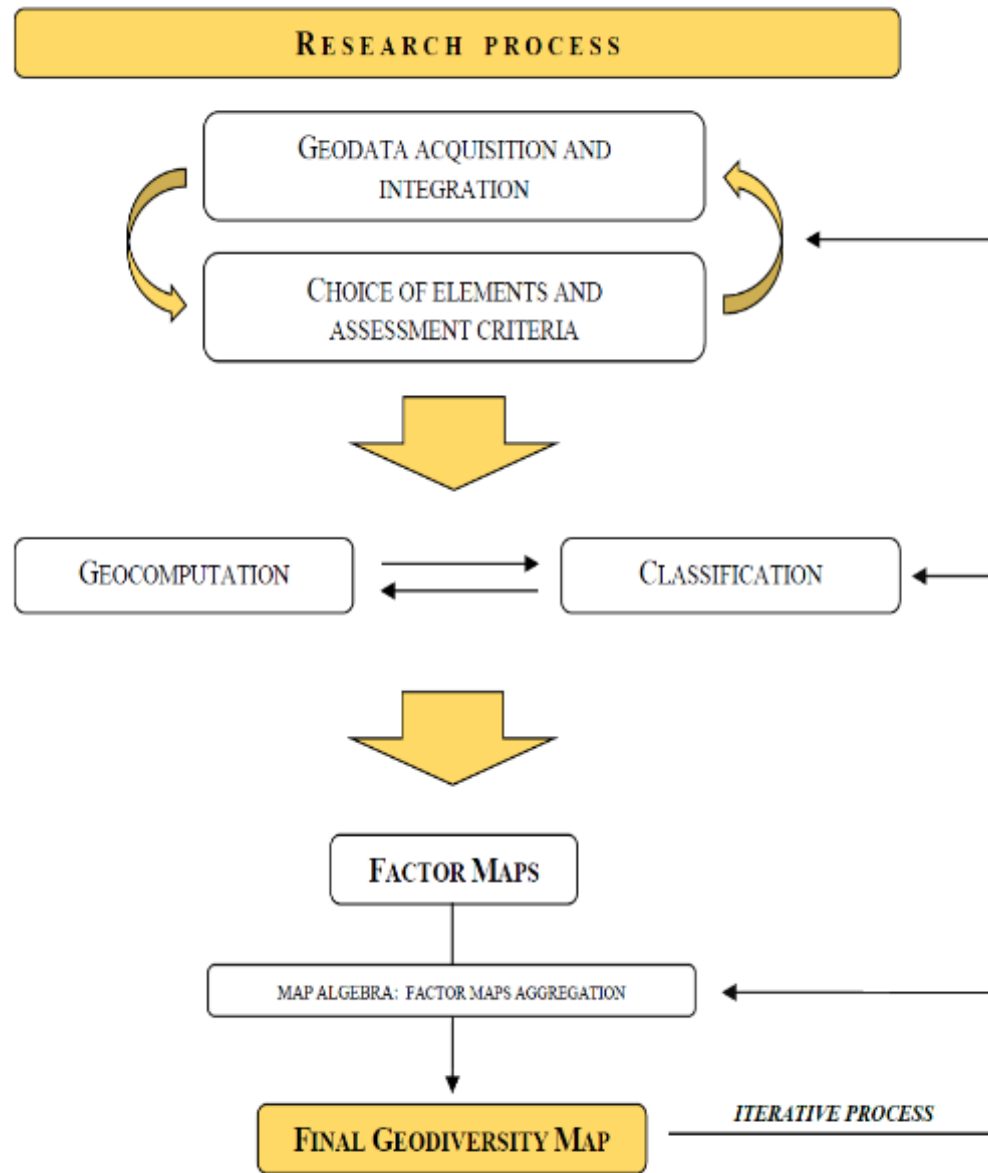 RESEARCH PROCESS
GEODATA ACQUISITION AND
INTEGRATION
CHOICE OF ELEMENTS AND
ASSESSMENT CRITERIA
GEOCOMPUTATION
CLASSIFICATION
FACTOR MAPS
MAP ALGEBRA: FACTOR MAPS AGGREGATION
FINAL GEODIVERSITY MAP
ITERATIVE PROCESS